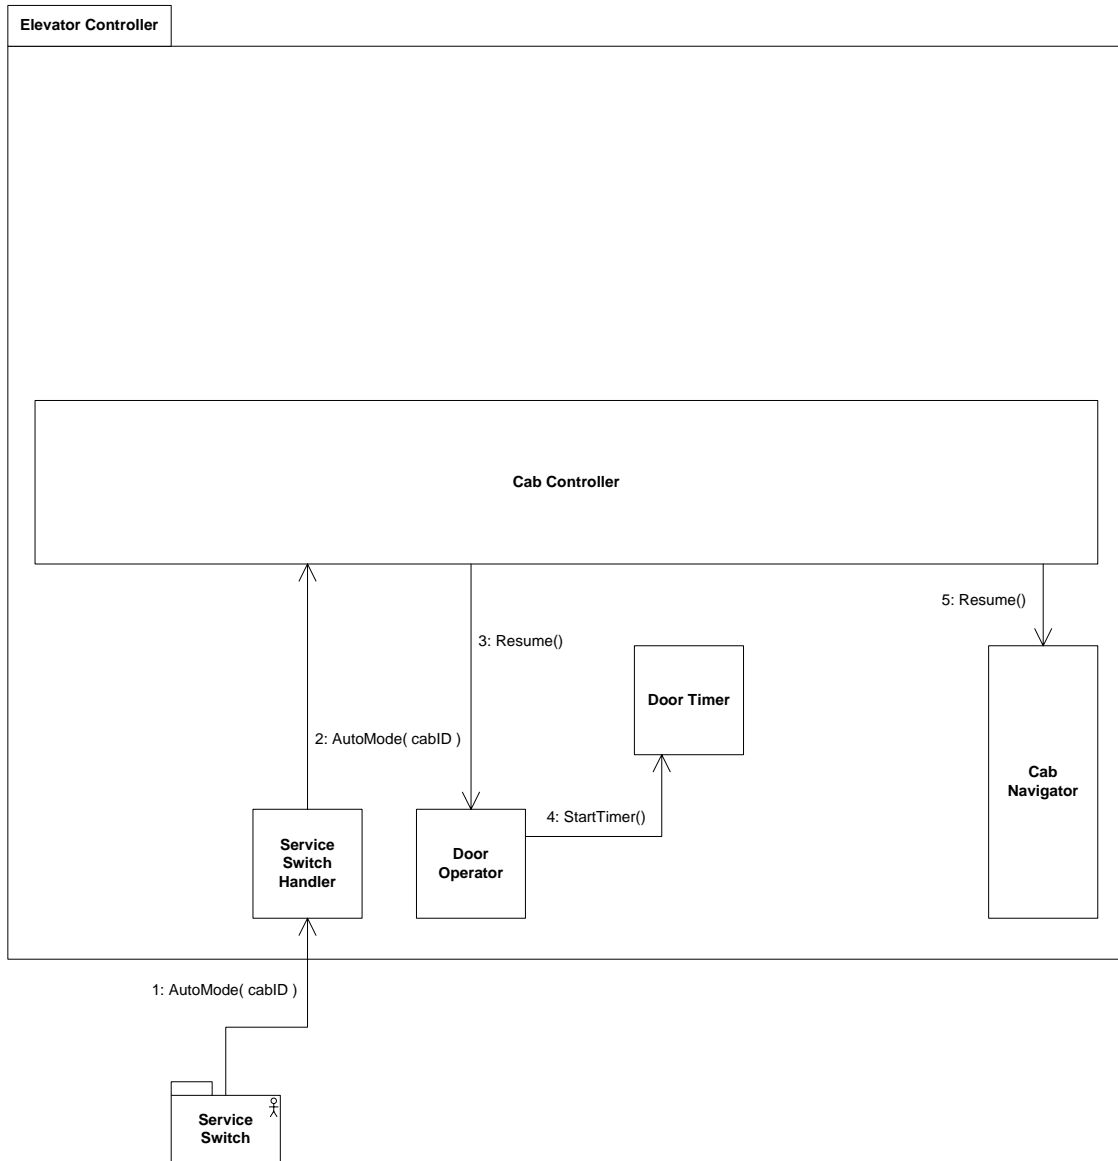 Elevator Controller
Cab Controller
5: Resume()
3: Resume()
Door Timer
2: AutoMode( cabID )
Cab
Navigator
4: StartTimer()
Service
Switch
Handler
Door
Operator
1: AutoMode( cabID )
Service
Switch